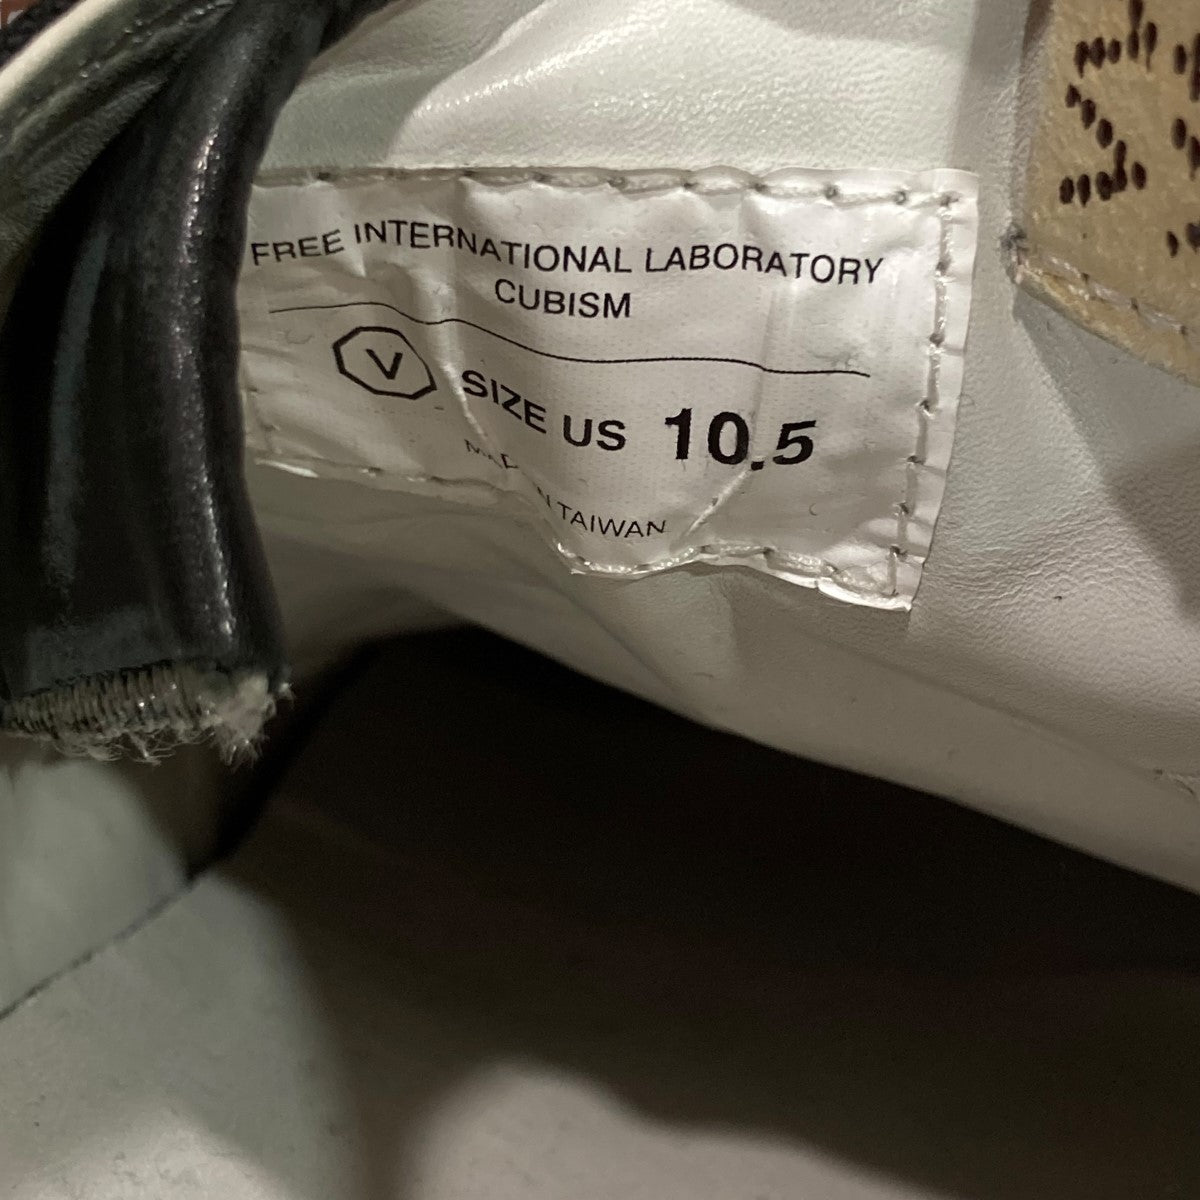 FREE INTERNATIONAL LABORATORY
CUBISM
V SIZE US 10.5
TAIWAN